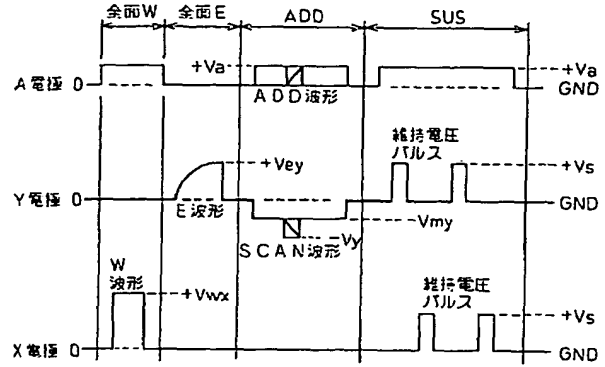 全面W 全面E ADD SUS
+Va
+Va
A電極 0
GND
ADD波形
維持電圧
パルス
+Vey
+Vs
Y電極 0
GND
E波形
-Vmy
-Vy
SCAN波形
W
波形
維持電圧
パルス
+Vwx
+Vs
X電極 0
GND